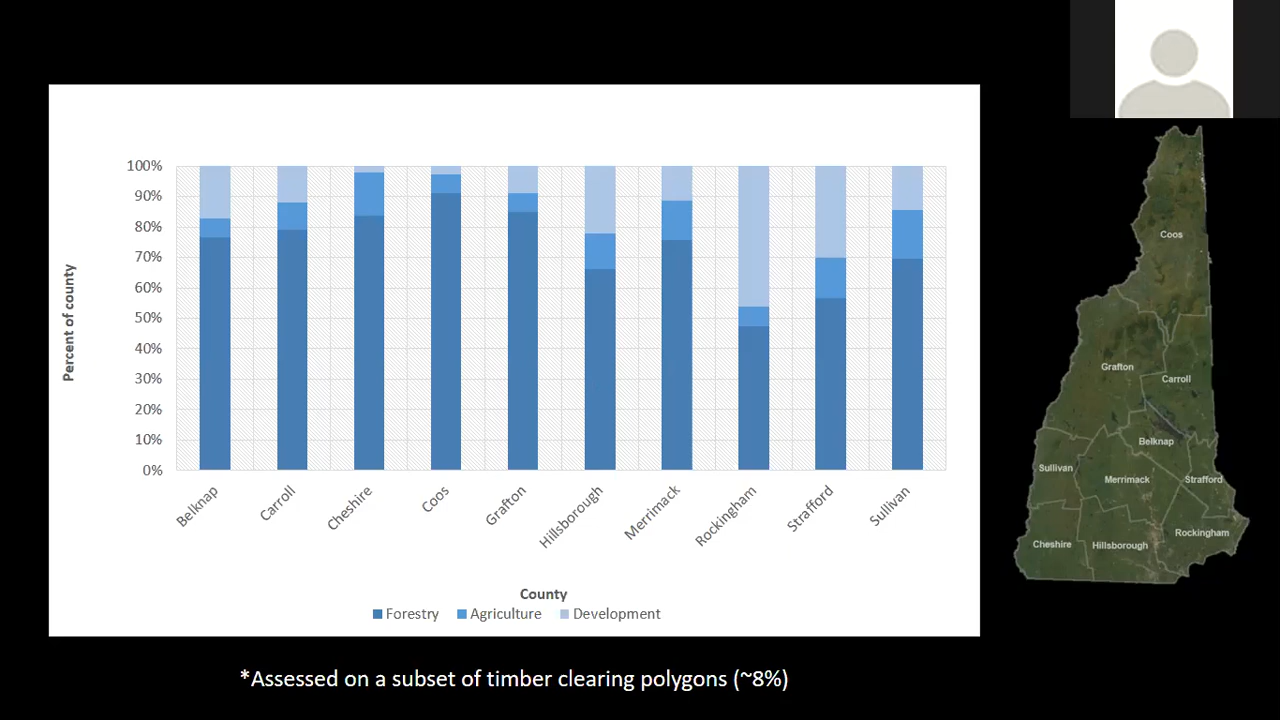 100%
90%
80%
70%
60%
50%
40%
30%
20%
10%
0%
Percent of county
Belknap
Carroll
Cheshire
Coos
Grafton
Hillsborough
Merrimack
Rockingham
Strafford
Sullivan
County
Forestry Agriculture Development
*Assessed on a subset of timber clearing polygons (~8%)
Coos
Grafton
Carroll
Belknap
Sullivan
Merrimack
Strafford
Rockingham
Cheshire
Hillsborough